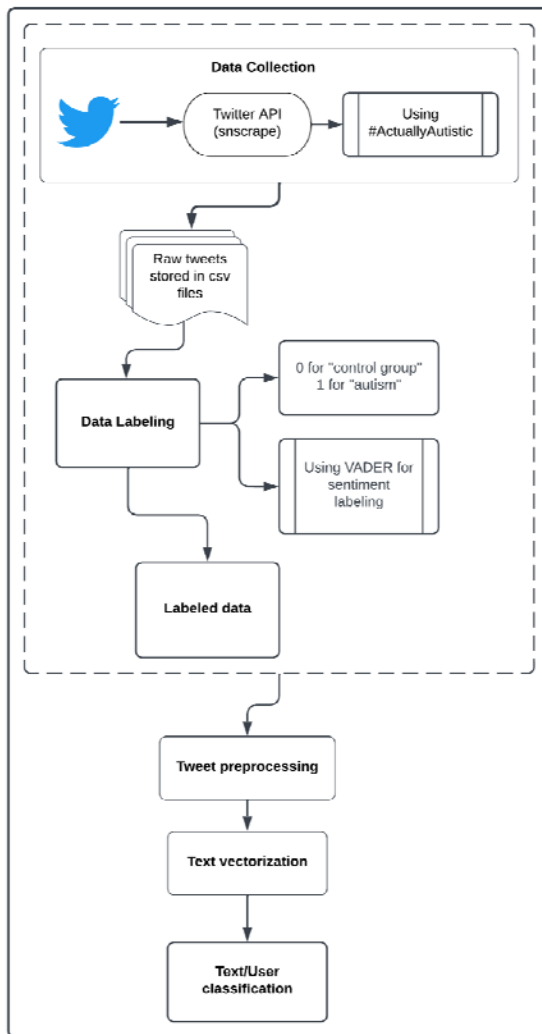 Data Collection
Twitter API
(snscrape)
Using
#ActuallyAutistic
Raw tweets
stored in csv
files
0 for "control group"
1 for "autism"
Data Labeling
Using VADER for
sentiment
labeling
Labeled data
Tweet preprocessing
Text vectorization
Text/User
classification